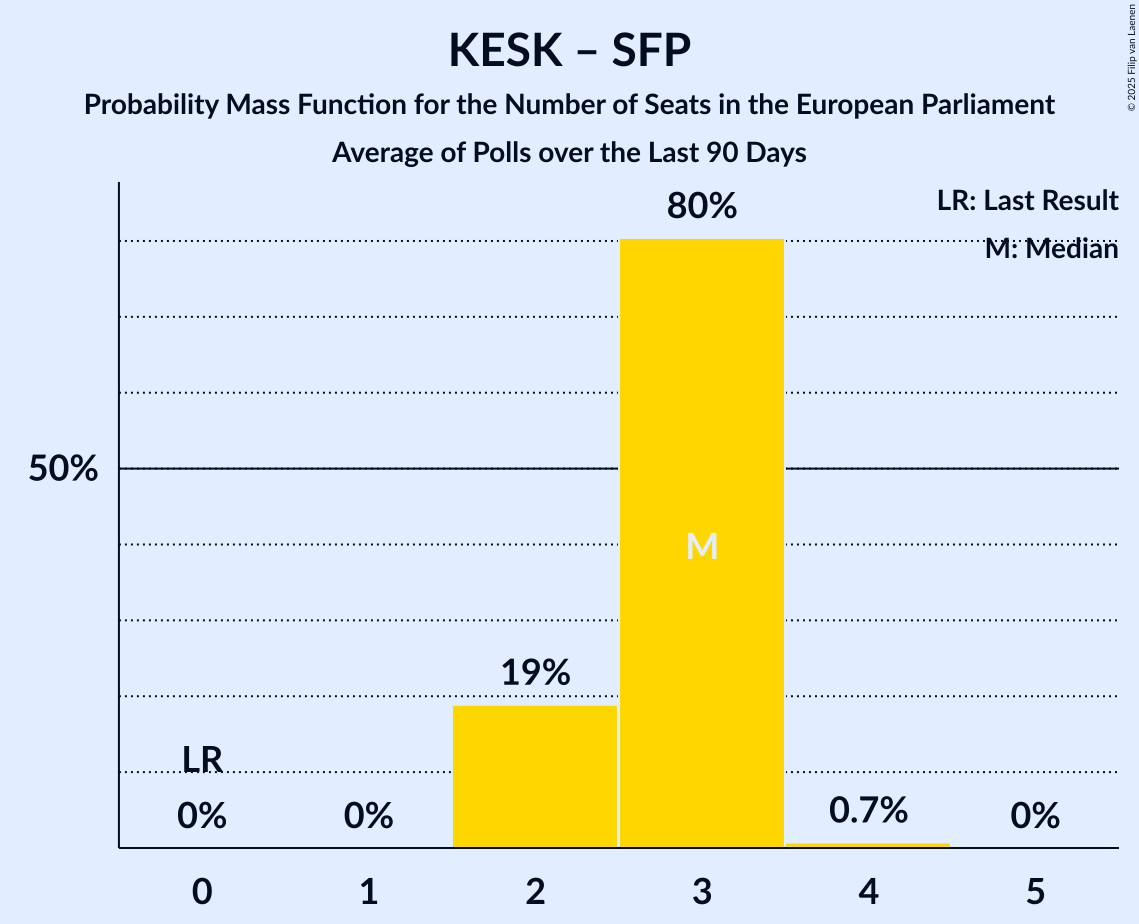 KESK – SFP
Probability Mass Function for the Number of Seats in the European Parliament
Average of Polls over the Last 90 Days
© 2025 Filip van Laenen
LR: Last Result
M: Median
80%
50%
M
19%
LR
0%
0%
0.7%
0%
0
1
2
3
4
5